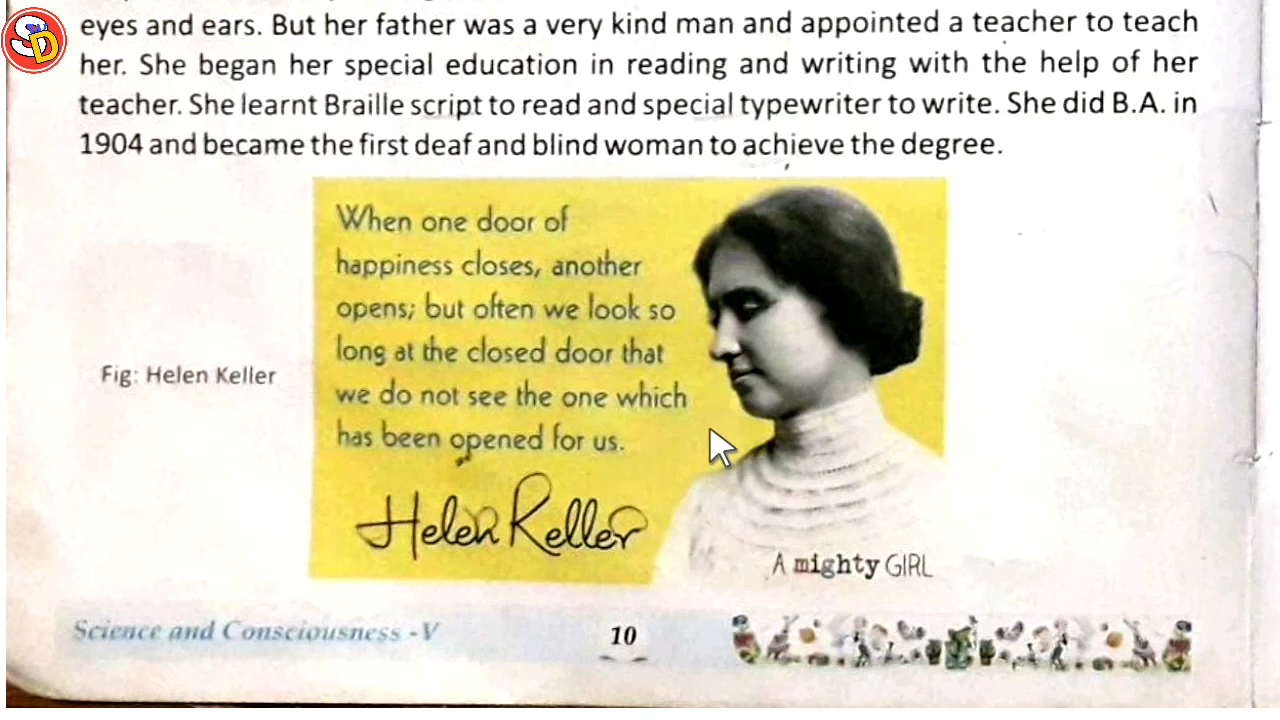 SD
eyes and ears. But her father was a very kind man and appointed a teacher to teach
her. She began her special education in reading and writing with the help of her
teacher. She learnt Braille script to read and special typewriter to write. She did B.A. in
1904 and became the first deaf and blind woman to achieve the degree.
When one door of
happiness closes, another
opens; but often we look so
long at the closed door that
we do not see the one which
has been opened for us.
Fig: Helen Keller
Helen Keller
A mighty GIRL
Science and Consciousness -V
10